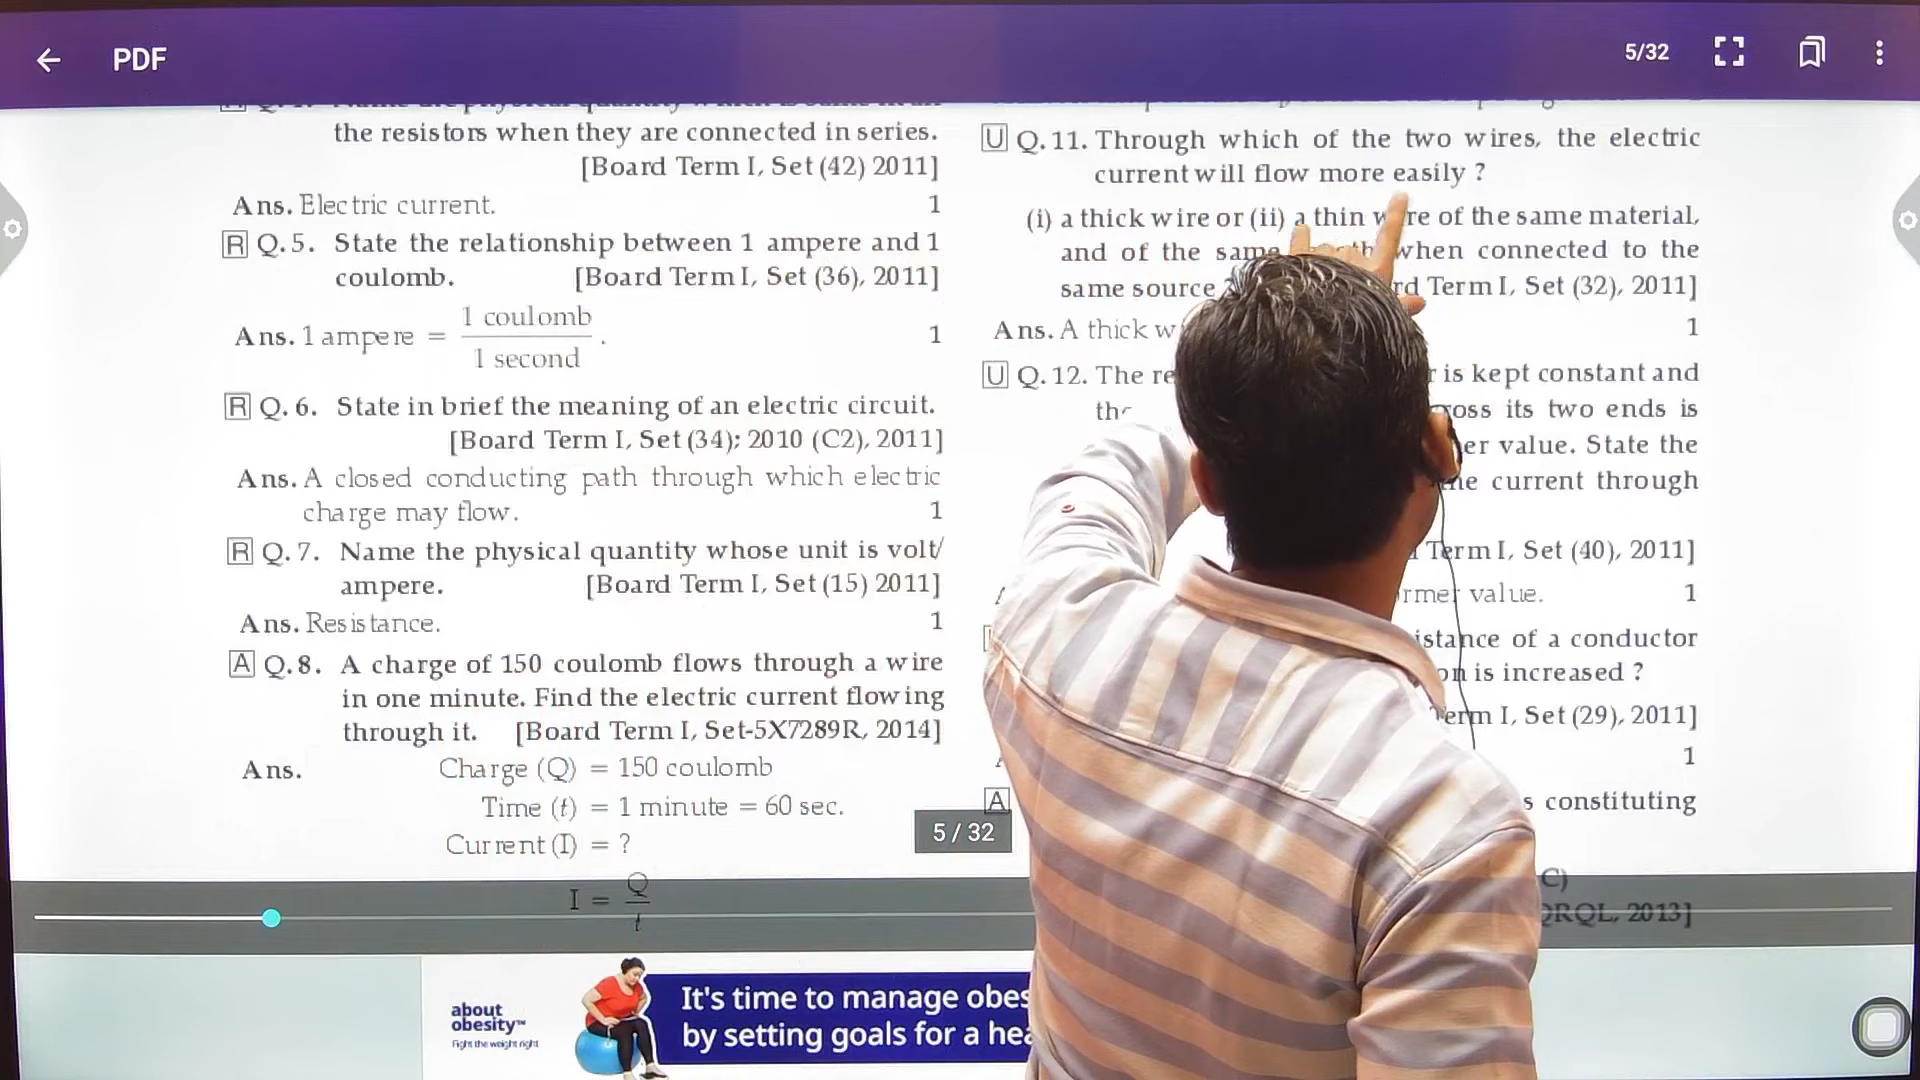 PDF
5/32
the resistors when they are connected in series.
[Board Term I, Set (42) 2011]
Ans. Electric current. 1
R Q.5. State the relationship between 1 ampere and 1
coulomb. [Board Term I, Set (36), 2011]
Ans. 1 ampere = 1 coulomb / 1 second . 1
R Q. 6. State in brief the meaning of an electric circuit.
[Board Term I, Set (34); 2010 (C2), 2011]
Ans. A closed conducting path through which electric
charge may flow. 1
R Q. 7. Name the physical quantity whose unit is volt/
ampere. [Board Term I, Set (15) 2011]
Ans. Resistance. 1
A Q.8. A charge of 150 coulomb flows through a wire
in one minute. Find the electric current flowing
through it. [Board Term I, Set-5X7289R, 2014]
Ans. Charge (Q) = 150 coulomb
Time (t) = 1 minute = 60 sec.
Current (I) = ?
I = Q / t
U Q.11. Through which of the two wires, the electric
current will flow more easily ?
(i) a thick wire or (ii) a thin of the same material,
and of the same when connected to the
same source Term I, Set (32), 2011]
Ans. A thick 1
U Q.12. The is kept constant and
its two ends is
value. State the
current through
Term I, Set (40), 2011]
value. 1
of a conductor
is increased ?
Term I, Set (29), 2011]
1
A constituting
C)
QRQL, 2013]
5 / 32
about
obesity™
Fight the weight right
It's time to manage
by setting goals for a